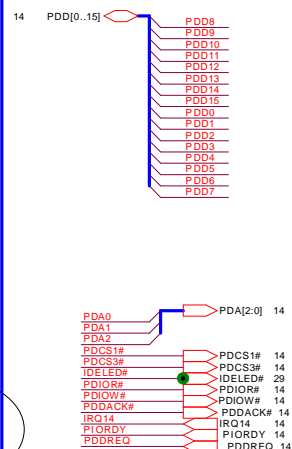 14 PDD[0..15] PDD8
PDD9
PDD10
PDD11
PDD12
PDD13
PDD14
PDD15
PDD0
PDD1
PDD2
PDD3
PDD4
PDD5
PDD6
PDD7
PDA[2:0] 14
PDA0
PDA1
PDA2
PDCS1# PDCS1# 14
PDCS3# PDCS3# 14
IDELED# IDELED# 29
PDIOR# PDIOR# 14
PDIOW# PDIOW# 14
PDDACK# PDDACK# 14
IRQ14 IRQ14 14
PIORDY PIORDY 14
PDDREQ PDDREQ 14